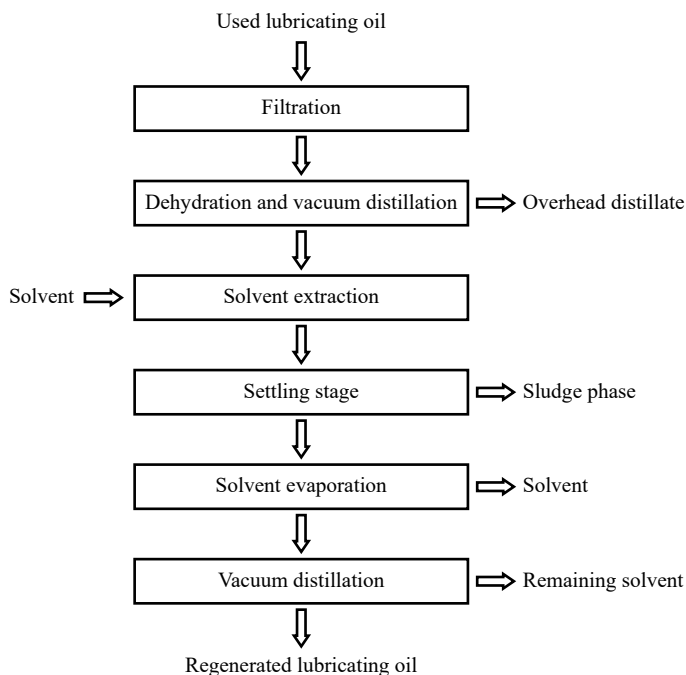 Used lubricating oil
Filtration
Dehydration and vacuum distillation
Overhead distillate
Solvent
Solvent extraction
Settling stage
Sludge phase
Solvent evaporation
Solvent
Vacuum distillation
Remaining solvent
Regenerated lubricating oil